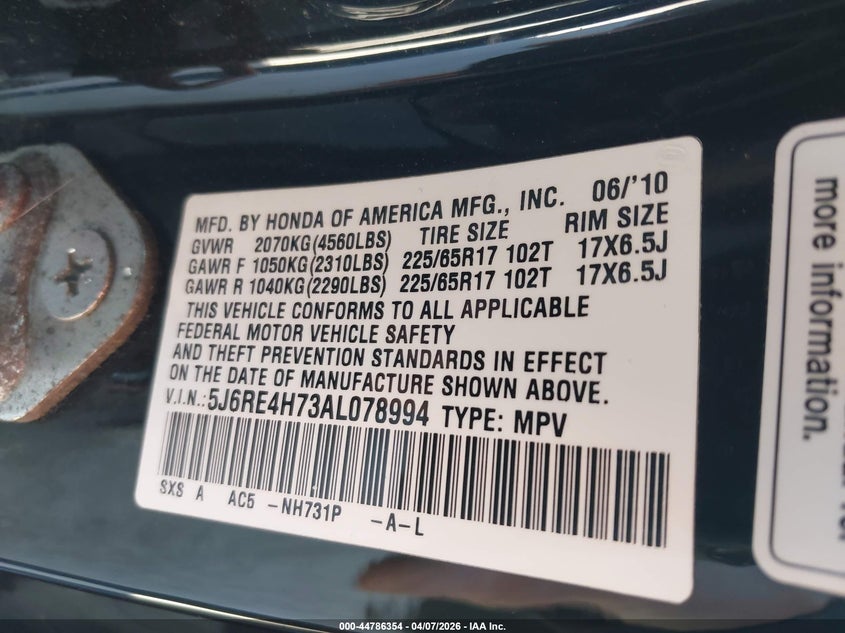 MFD. BY HONDA OF AMERICA MFG., INC. 06/'10
GVWR 2070KG(4560LBS) TIRE SIZE RIM SIZE
GAWR F 1050KG(2310LBS) 225/65R17 102T 17X6.5J
GAWR R 1040KG(2290LBS) 225/65R17 102T 17X6.5J
THIS VEHICLE CONFORMS TO ALL APPLICABLE
FEDERAL MOTOR VEHICLE SAFETY
AND THEFT PREVENTION STANDARDS IN EFFECT
ON THE DATE OF MANUFACTURE SHOWN ABOVE.
V.I.N.:5J6RE4H73AL078994 TYPE: MPV
SXS A AC5 -NH731P -A-L
more information.
000-44786354 - 04/07/2026 - IAA Inc.